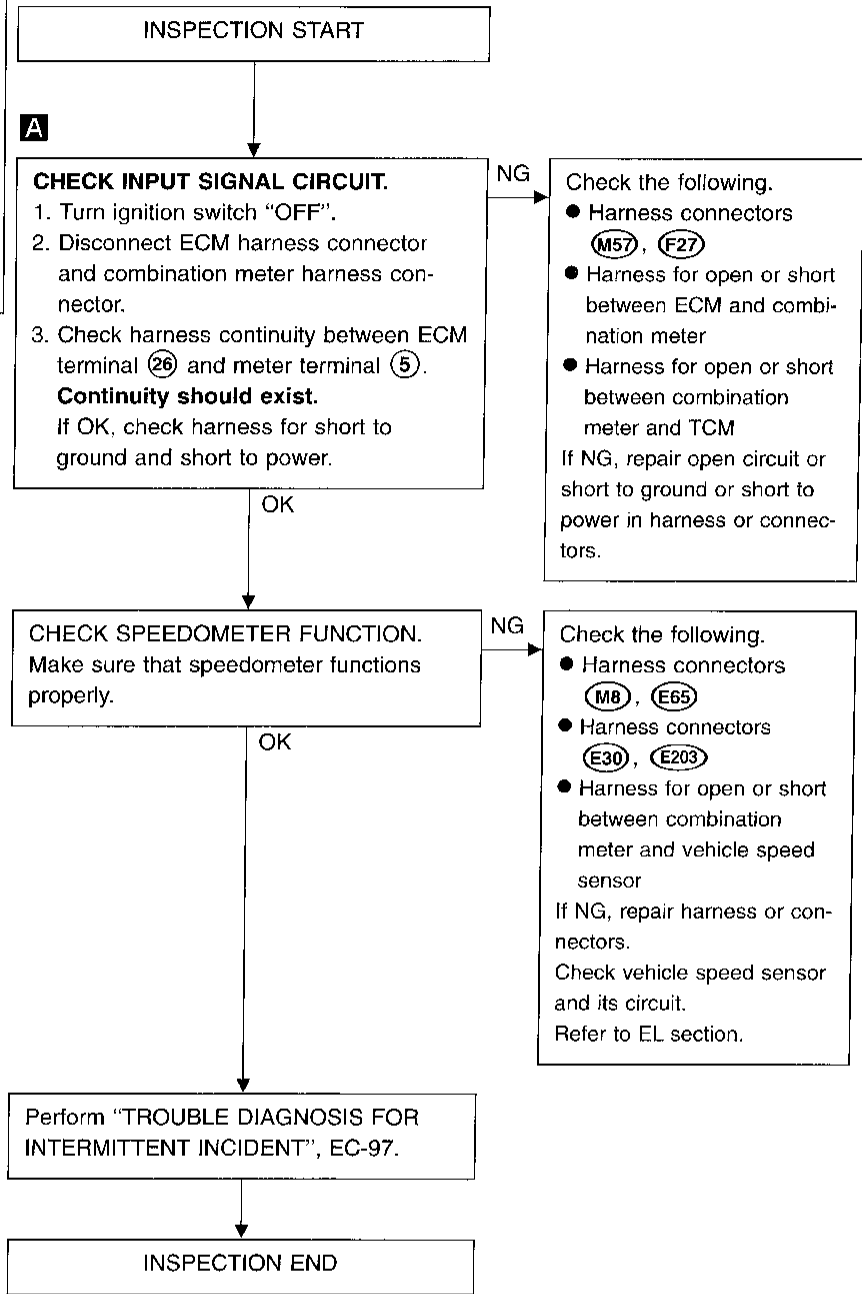 INSPECTION START
A
CHECK INPUT SIGNAL CIRCUIT.
1. Turn ignition switch “OFF”.
2. Disconnect ECM harness connector
and combination meter harness con-
nector.
3. Check harness continuity between ECM
terminal 26 and meter terminal 5.
Continuity should exist.
If OK, check harness for short to
ground and short to power.
NG
Check the following.
● Harness connectors
M57, F27
● Harness for open or short
between ECM and combi-
nation meter
● Harness for open or short
between combination
meter and TCM
If NG, repair open circuit or
short to ground or short to
power in harness or connec-
tors.
OK
CHECK SPEEDOMETER FUNCTION.
Make sure that speedometer functions
properly.
NG
Check the following.
● Harness connectors
M8, E65
● Harness connectors
E30, E203
● Harness for open or short
between combination
meter and vehicle speed
sensor
If NG, repair harness or con-
nectors.
Check vehicle speed sensor
and its circuit.
Refer to EL section.
OK
Perform “TROUBLE DIAGNOSIS FOR
INTERMITTENT INCIDENT”, EC-97.
INSPECTION END